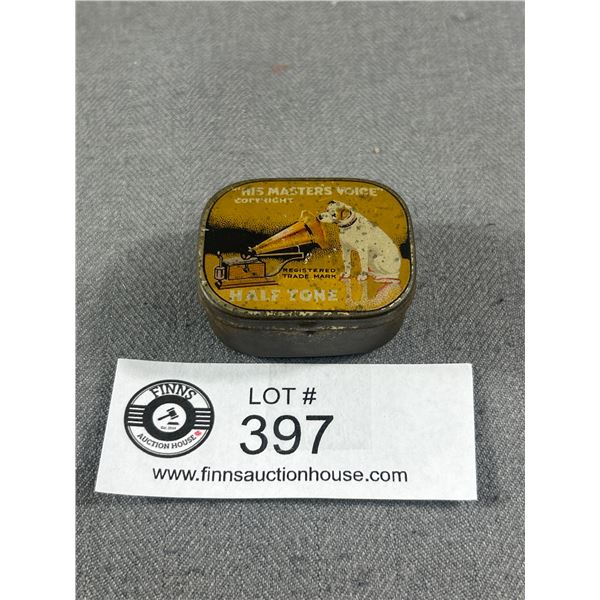 "HIS MASTERS VOICE"
COPYRIGHT
REGISTERED
TRADE MARK
HALF TONE
FINNS
AUCTION HOUSE
LOT #
397
www.finnsauctionhouse.com